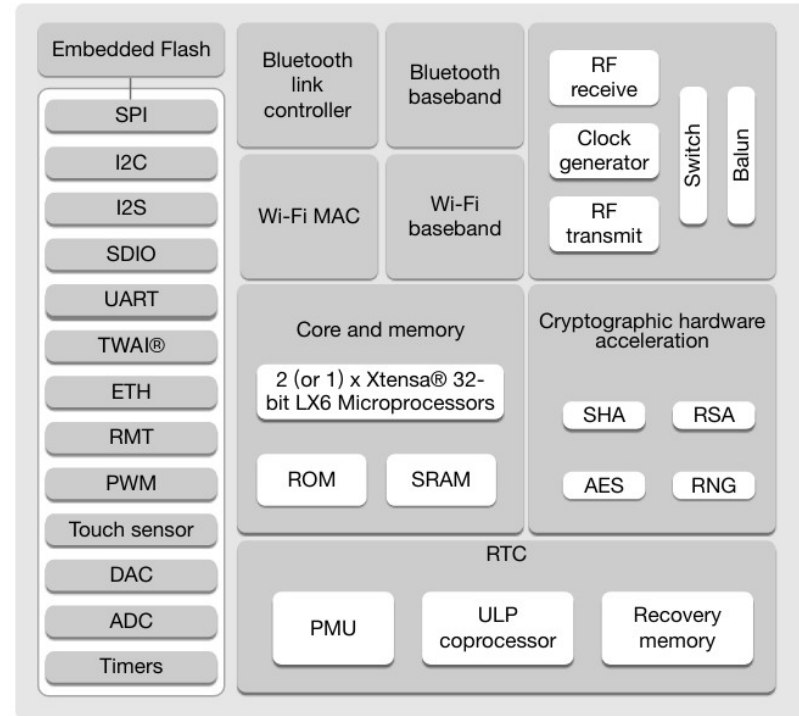 Embedded Flash
SPI
I2C
I2S
SDIO
UART
TWAI®
ETH
RMT
PWM
Touch sensor
DAC
ADC
Timers
Bluetooth
link
controller
Bluetooth
baseband
Wi-Fi MAC
Wi-Fi
baseband
RF
receive
Clock
generator
RF
transmit
Switch
Balun
Core and memory
2 (or 1) x Xtensa® 32-
bit LX6 Microprocessors
ROM
SRAM
Cryptographic hardware
acceleration
SHA
RSA
AES
RNG
RTC
PMU
ULP
coprocessor
Recovery
memory